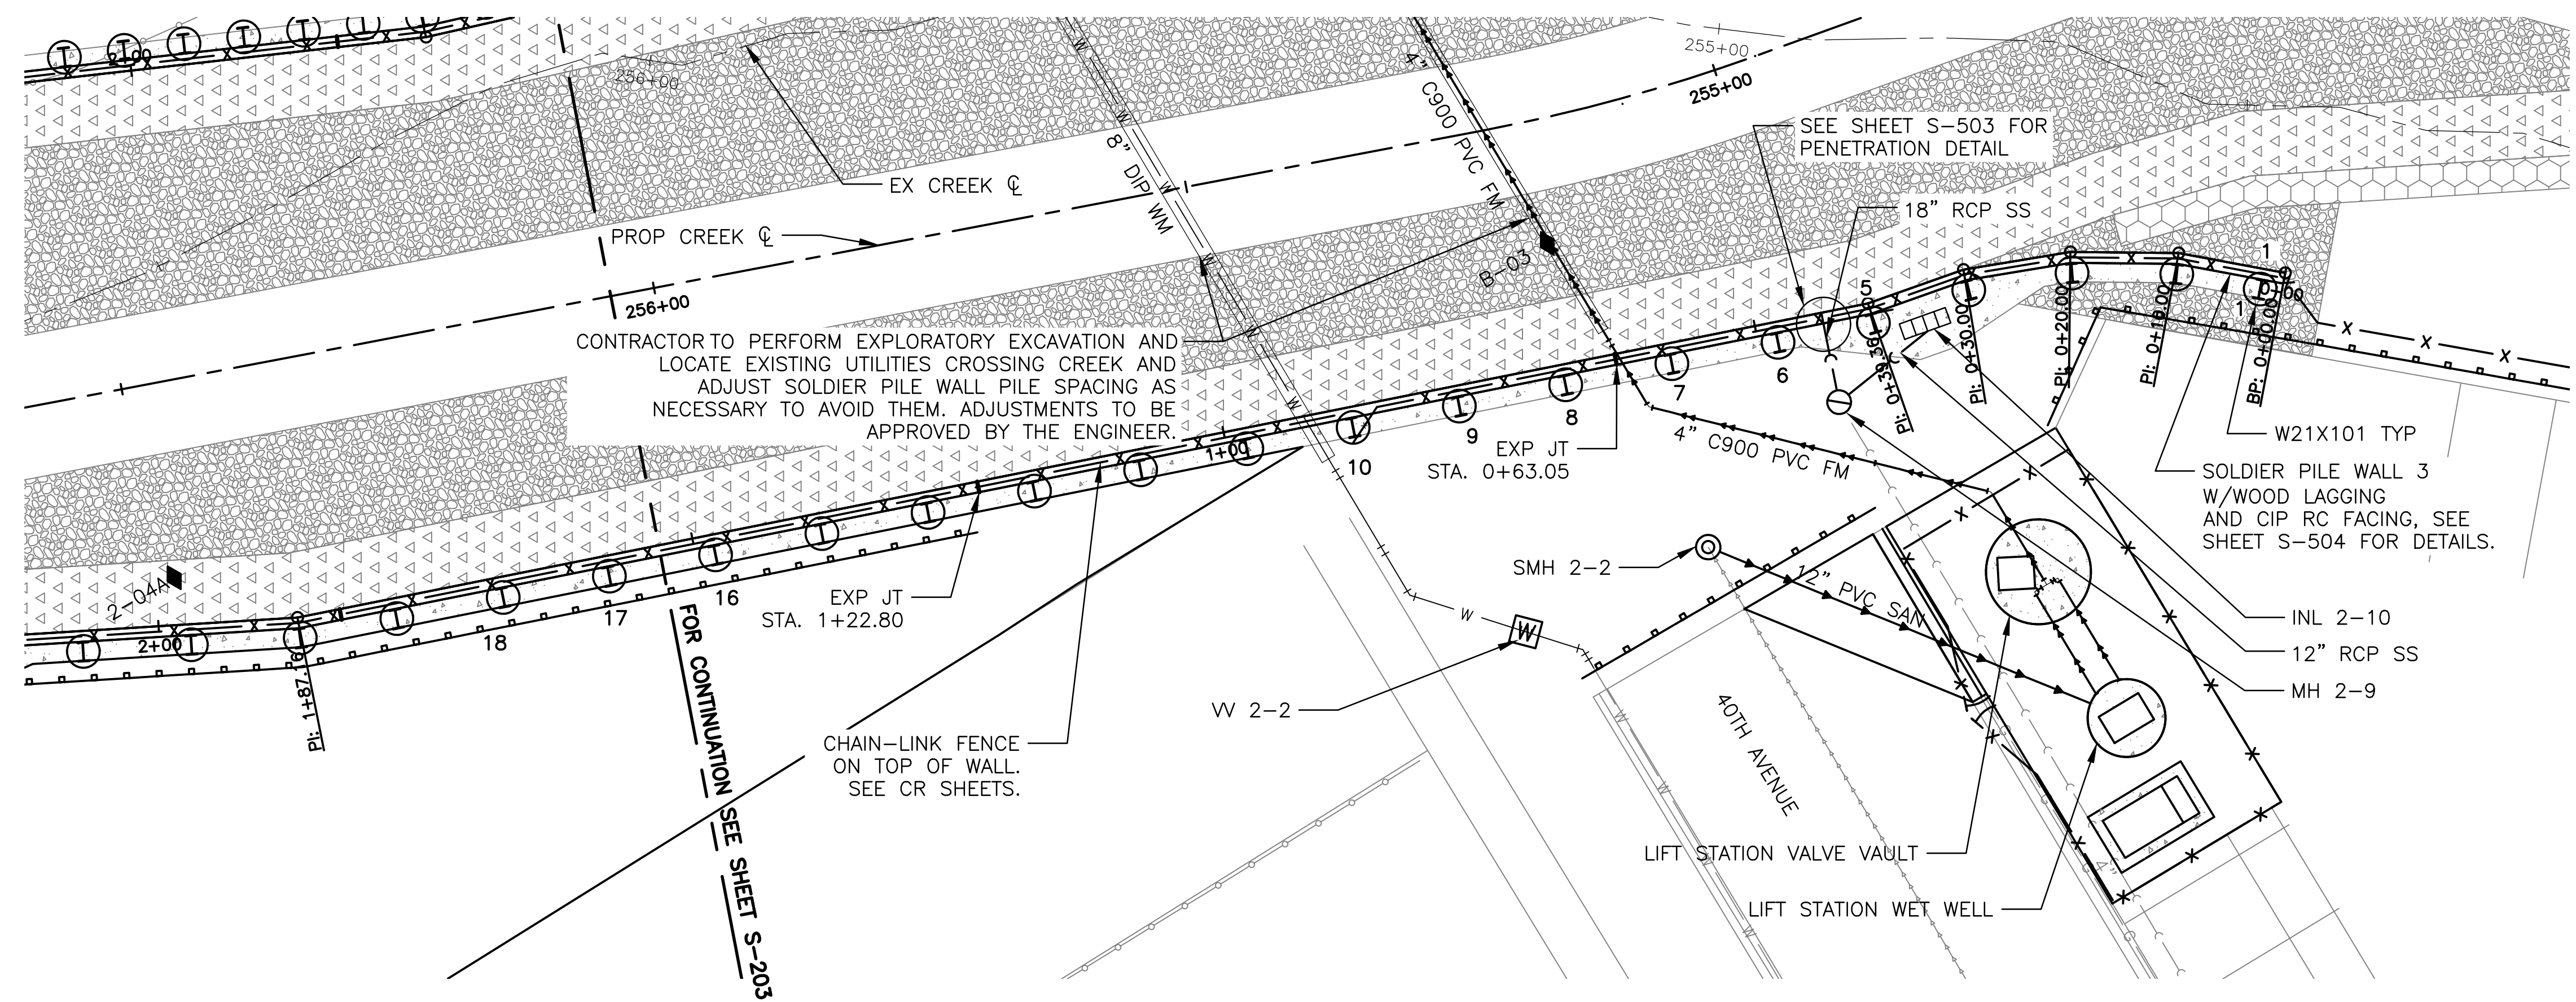 2+00
256+00
255+00
255+00
4" C900 PVC FM
8" DIP WM
W
W
W
W
W
W
SEE SHEET S-503 FOR
PENETRATION DETAIL
EX CREEK ℄
18" RCP SS
PROP CREEK ℄
B-03
256+00
CONTRACTOR TO PERFORM EXPLORATORY EXCAVATION AND
LOCATE EXISTING UTILITIES CROSSING CREEK AND
ADJUST SOLDIER PILE WALL PILE SPACING AS
NECESSARY TO AVOID THEM. ADJUSTMENTS TO BE
APPROVED BY THE ENGINEER.
1
0+00
1
5
6
7
8
9
10
PI: 0+39.36
PI: 0+30.00
PI: 0+20.00
PI: 0+10.00
BP: 0+00.00
W21X101 TYP
SOLDIER PILE WALL 3
W/WOOD LAGGING
AND CIP RC FACING, SEE
SHEET S-504 FOR DETAILS.
EXP JT
STA. 0+63.05
4" C900 PVC FM
1+00
SMH 2-2
12" PVC SAN
EXP JT
STA. 1+22.80
2-04A
16
17
18
2+00
PI: 1+87.16
W
W
VV 2-2
INL 2-10
12" RCP SS
MH 2-9
CHAIN-LINK FENCE
ON TOP OF WALL.
SEE CR SHEETS.
40TH AVENUE
W
W
W
LIFT STATION VALVE VAULT
LIFT STATION WET WELL
4"
G
G
FOR CONTINUATION SEE SHEET S-203